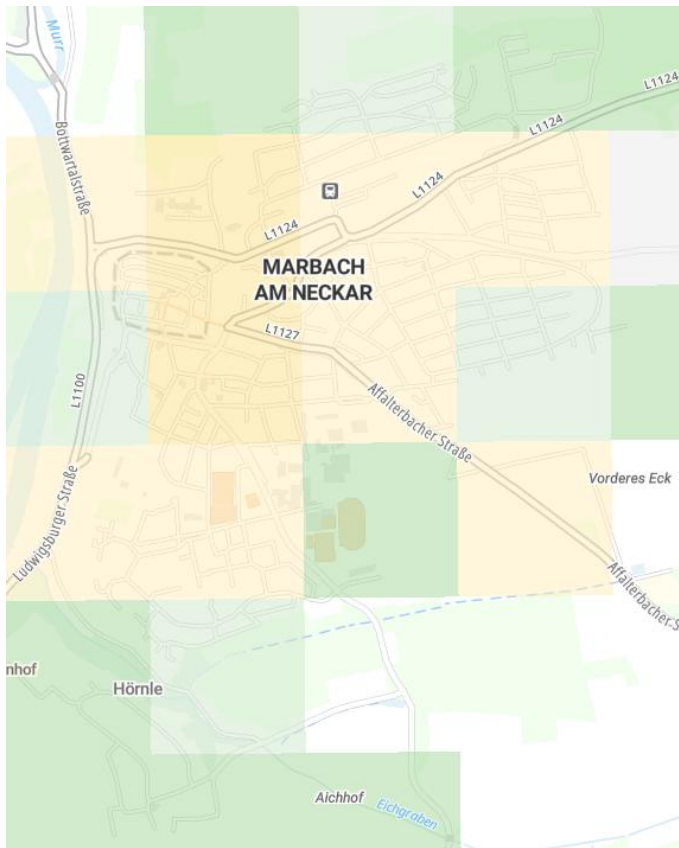 Murr
L1124
Bottwartalstraße
L1124
L1124
L1124
MARBACH
AM NECKAR
L1127
L1100
Affalterbacher Straße
Ludwigsburger Straße
Vorderes Eck
Affalterbacher S
nhof
Hörnle
Aichhof
Eichgraben